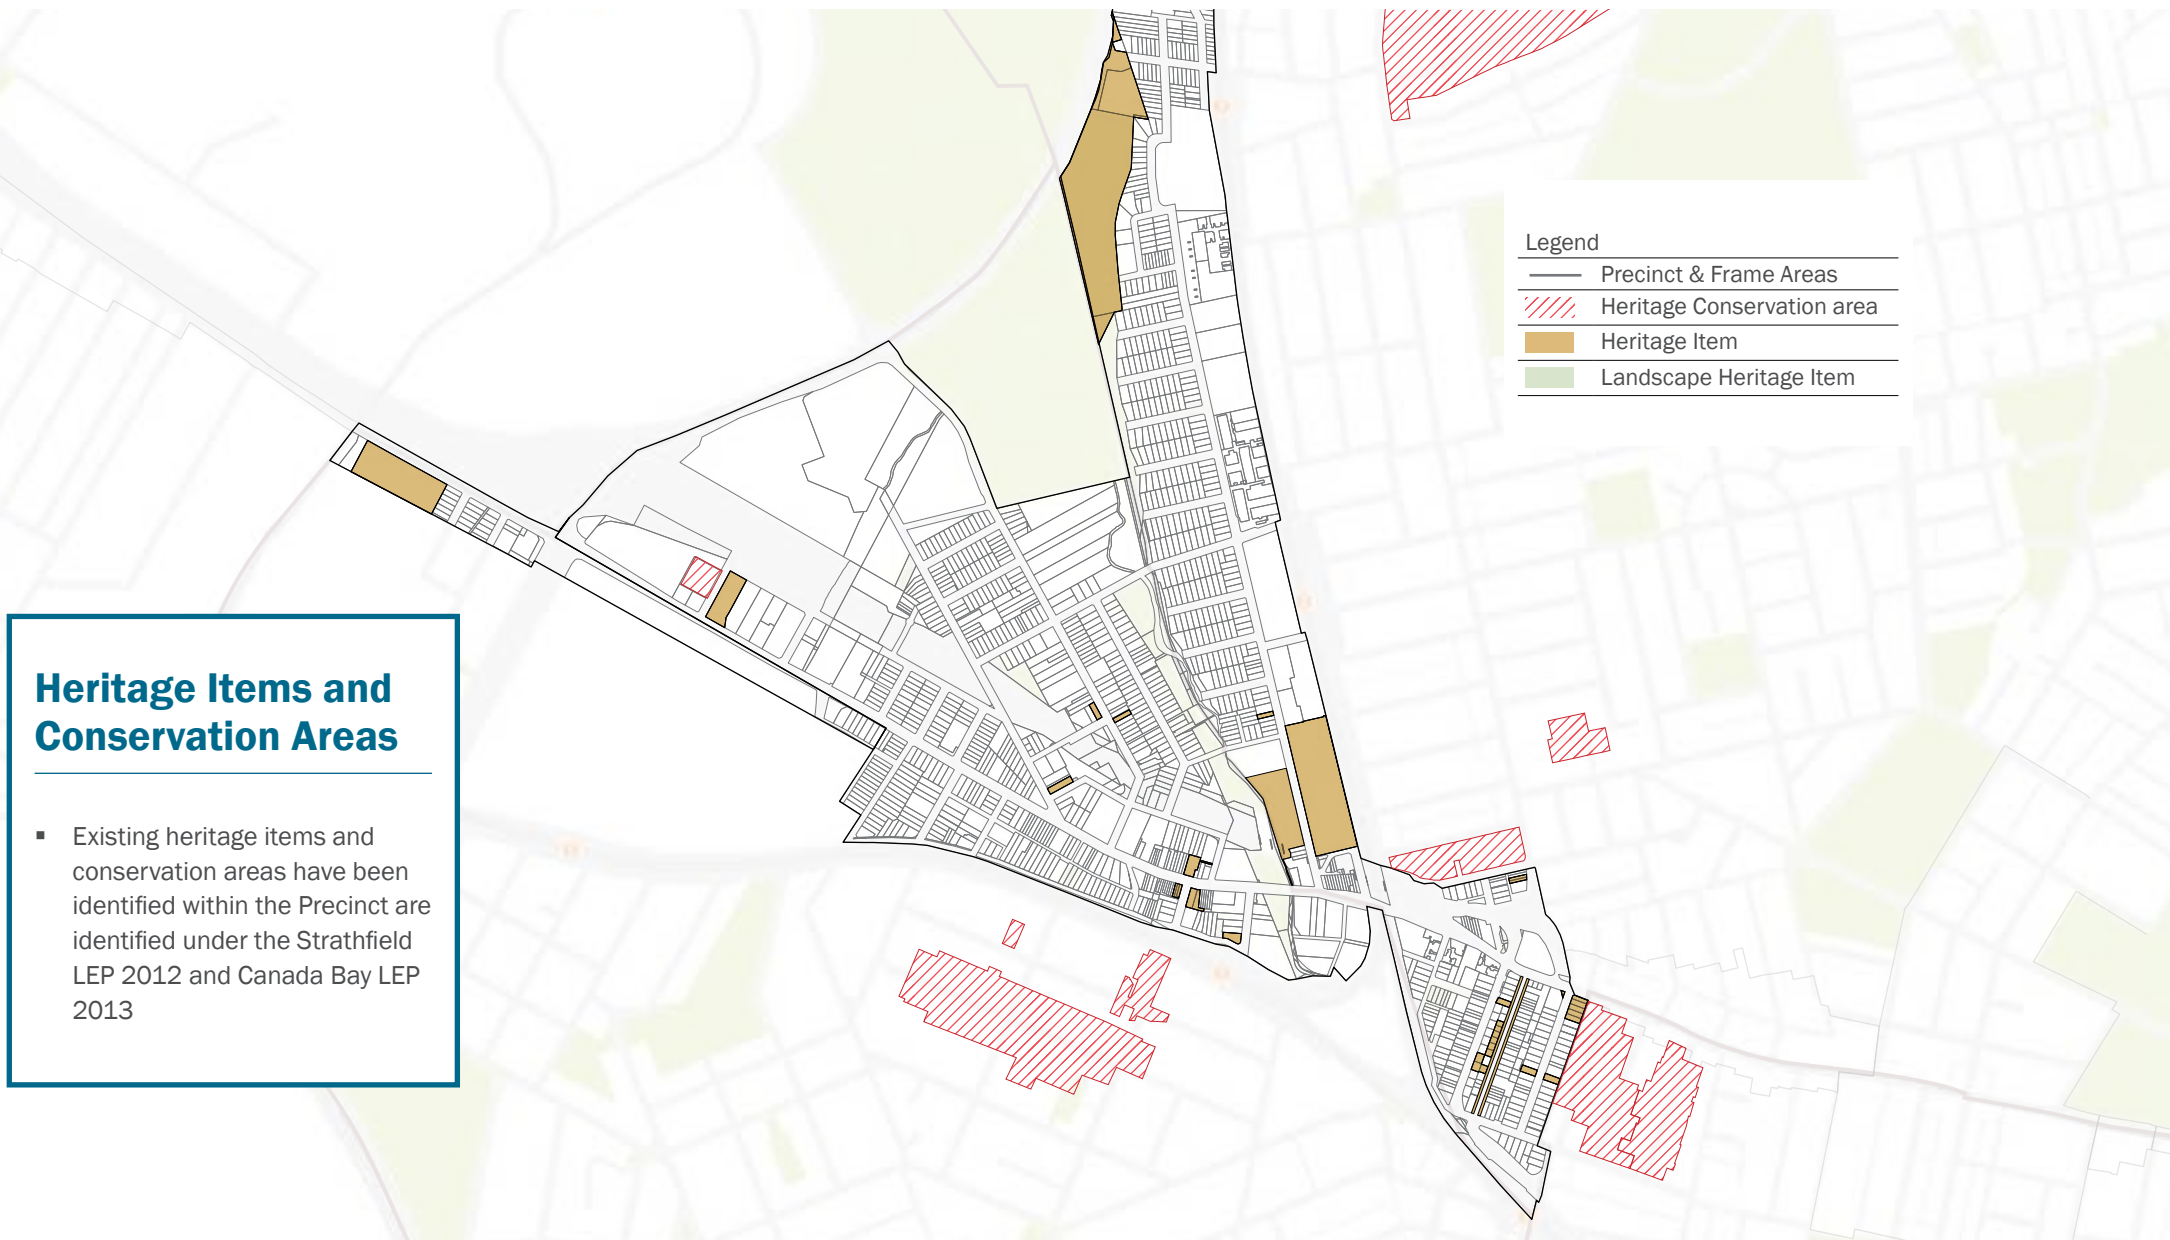 Legend
Precinct & Frame Areas
Heritage Conservation area
Heritage Item
Landscape Heritage Item
Heritage Items and
Conservation Areas
▪ Existing heritage items and
conservation areas have been
identified within the Precinct are
identified under the Strathfield
LEP 2012 and Canada Bay LEP
2013